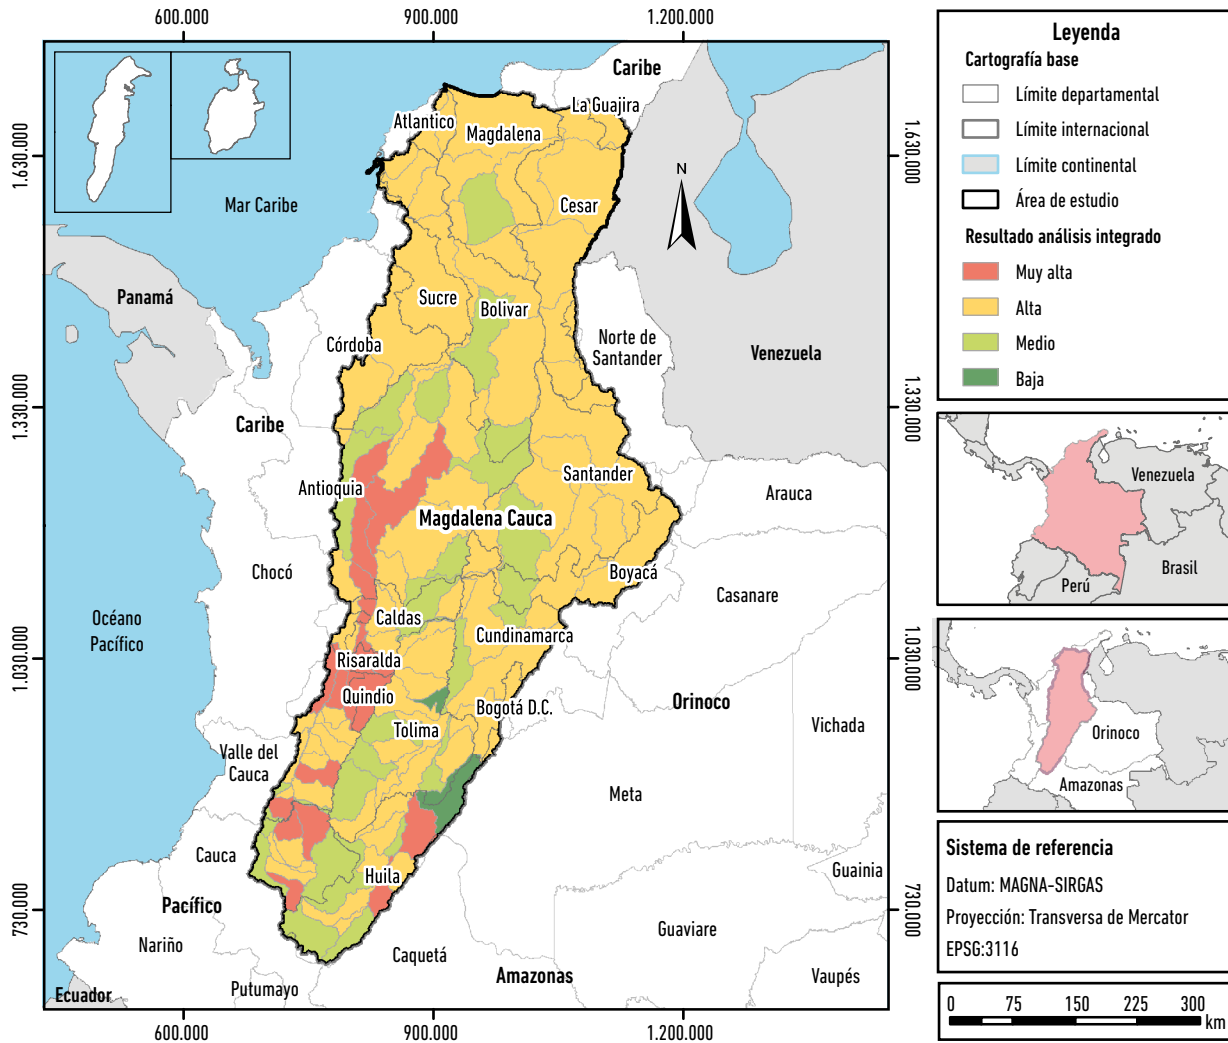 600.000
900.000
1.200.000
1.630.000
1.330.000
1.030.000
730.000
1.630.000
1.330.000
1.030.000
730.000
600.000
900.000
1.200.000
Caribe
La Guajira
Atlantico
Magdalena
N
Mar Caribe
Cesar
Panamá
Sucre
Bolivar
Córdoba
Norte de
Santander
Venezuela
Caribe
Santander
Antioquia
Arauca
Magdalena Cauca
Chocó
Boyacá
Casanare
Océano
Pacífico
Caldas
Cundinamarca
Risaralda
Quindio
Bogotá D.C.
Orinoco
Tolima
Vichada
Valle del
Cauca
Meta
Cauca
Huila
Guainia
Pacífico
Nariño
Guaviare
Caquetá
Amazonas
Vaupés
Putumayo
Ecuador
Leyenda
Cartografía base
Límite departamental
Límite internacional
Límite continental
Área de estudio
Resultado análisis integrado
Muy alta
Alta
Medio
Baja
Venezuela
Brasil
Perú
Orinoco
Amazonas
Sistema de referencia
Datum: MAGNA-SIRGAS
Proyección: Transversa de Mercator
EPSG:3116
0 75 150 225 300
km